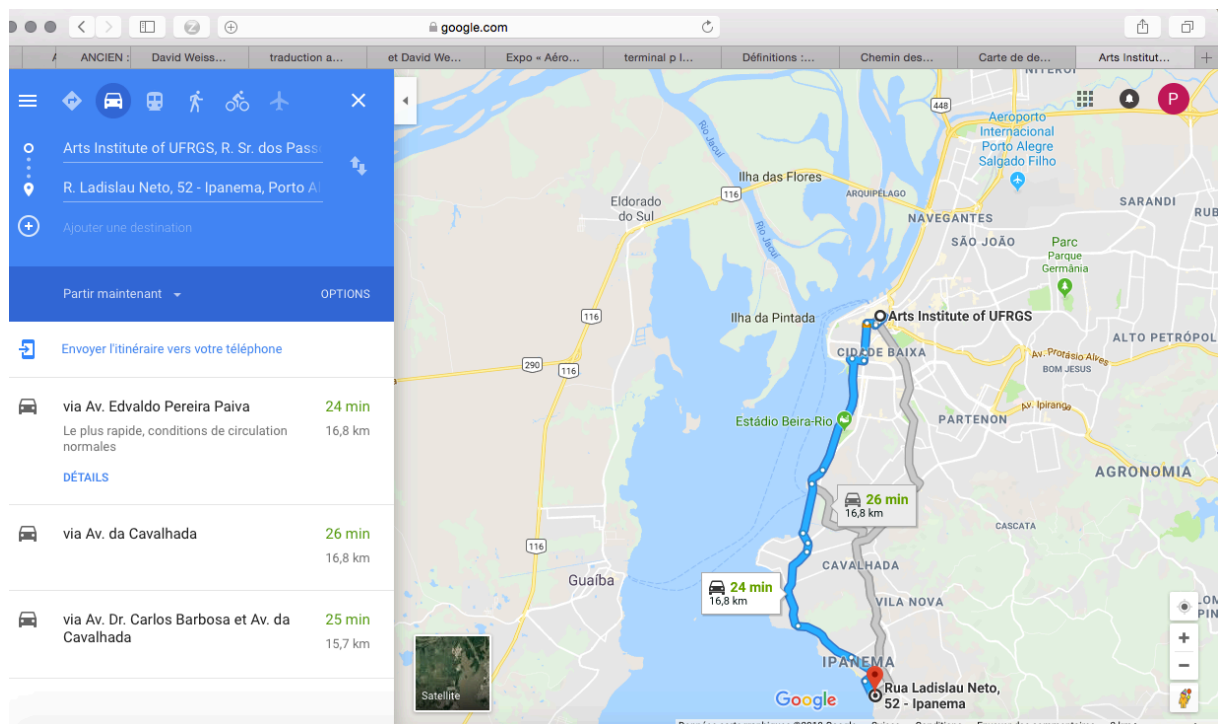 google.com
ANCIEN :
David Weiss...
traduction a...
et David We...
Expo « Aéro...
terminal p l...
Définitions :...
Chemin des...
Carte de de...
Arts Institut...
Arts Institute of UFRGS, R. Sr. dos Pass
R. Ladislau Neto, 52 - Ipanema, Porto Al
Ajouter une destination
Partir maintenant
OPTIONS
Envoyer l'itinéraire vers votre téléphone
via Av. Edvaldo Pereira Paiva
24 min
Le plus rapide, conditions de circulation
16,8 km
normales
DÉTAILS
via Av. da Cavalhada
26 min
16,8 km
via Av. Dr. Carlos Barbosa et Av. da
25 min
Cavalhada
15,7 km
NITERÓI
P
448
Aeroporto
Internacional
Porto Alegre
Salgado Filho
Rio Jacuí
Ilha das Flores
116
ARQUIPÉLAGO
Eldorado
do Sul
SARANDI
RUB
NAVEGANTES
Rio Jacuí
SÃO JOÃO
Parc
Parque
Germânia
116
Ilha da Pintada
Arts Institute of UFRGS
ALTO PETRÓPOL
CIDADE BAIXA
Av. Protásio Alves
BOM JESUS
290
116
Av. Ipiranga
Estádio Beira-Rio
PARTENON
AGRONOMIA
26 min
16,8 km
CASCATA
116
CAVALHADA
Guaíba
24 min
16,8 km
VILA NOVA
LOM
PIN
IPANEMA
Satellite
Google
Rua Ladislau Neto,
52 - Ipanema